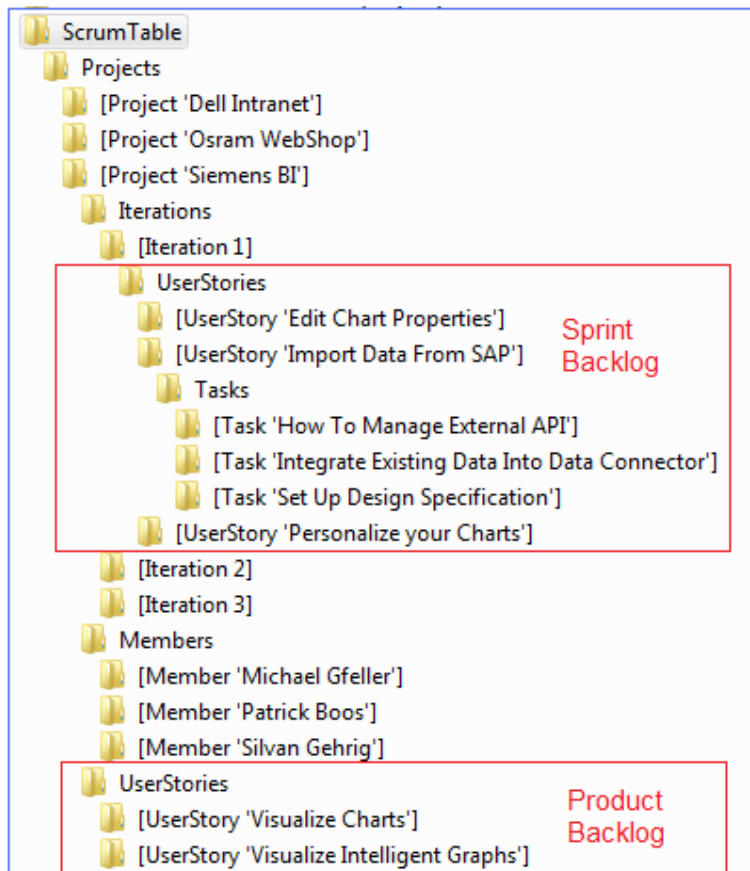 ScrumTable
Projects
[Project 'Dell Intranet']
[Project 'Osram WebShop']
[Project 'Siemens BI']
Iterations
[Iteration 1]
UserStories
[UserStory 'Edit Chart Properties']
[UserStory 'Import Data From SAP']
Sprint
Backlog
Tasks
[Task 'How To Manage External API']
[Task 'Integrate Existing Data Into Data Connector']
[Task 'Set Up Design Specification']
[UserStory 'Personalize your Charts']
[Iteration 2]
[Iteration 3]
Members
[Member 'Michael Gfeller']
[Member 'Patrick Boos']
[Member 'Silvan Gehrig']
UserStories
[UserStory 'Visualize Charts']
[UserStory 'Visualize Intelligent Graphs']
Product
Backlog